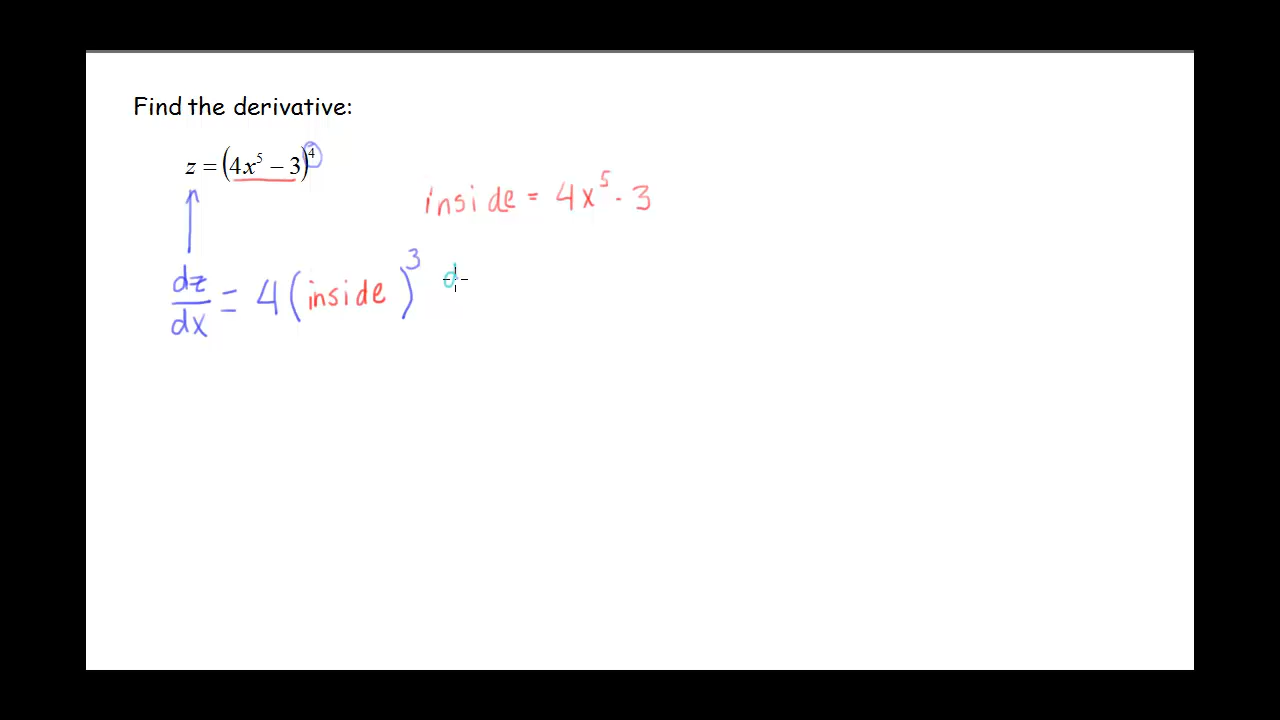 Find the derivative:
z = (4x⁵ − 3)⁴
inside = 4x⁵ - 3
dz/dx = 4(inside)³ d